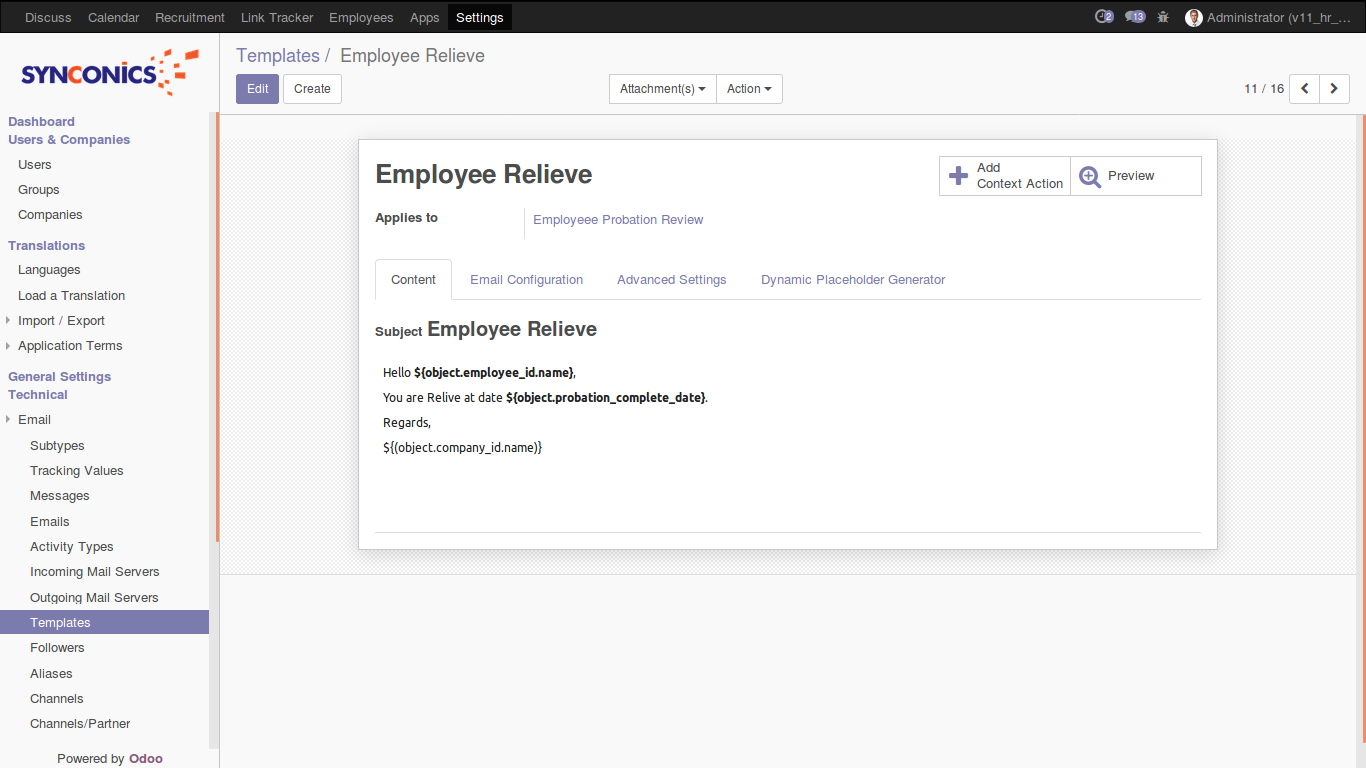 Discuss Calendar Recruitment Link Tracker Employees Apps Settings 2 13 Administrator (v11_hr_...
SYNCONICS
Templates / Employee Relieve
Edit Create Attachment(s) Action 11 / 16
Dashboard
Users & Companies
Users
Groups
Companies
Translations
Languages
Load a Translation
Import / Export
Application Terms
General Settings
Technical
Email
Subtypes
Tracking Values
Messages
Emails
Activity Types
Incoming Mail Servers
Outgoing Mail Servers
Templates
Followers
Aliases
Channels
Channels/Partner
Powered by Odoo
Employee Relieve
Add
Context Action
Preview
Applies to Employeee Probation Review
Content Email Configuration Advanced Settings Dynamic Placeholder Generator
Subject Employee Relieve
Hello ${object.employee_id.name},
You are Relive at date ${object.probation_complete_date}.
Regards,
${(object.company_id.name)}